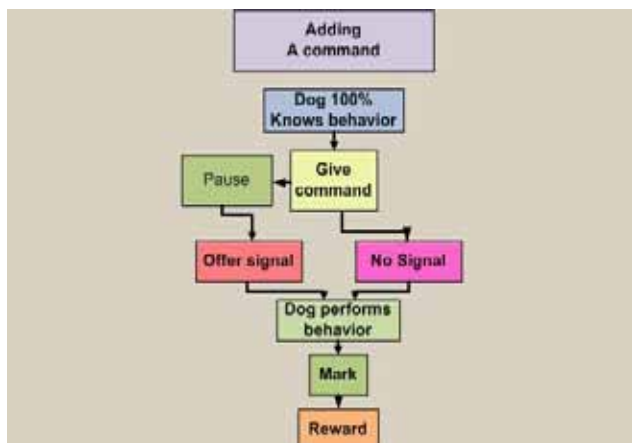 Adding
A command
Dog 100%
Knows behavior
Give
command
Pause
Offer signal
No Signal
Dog performs
behavior
Mark
Reward